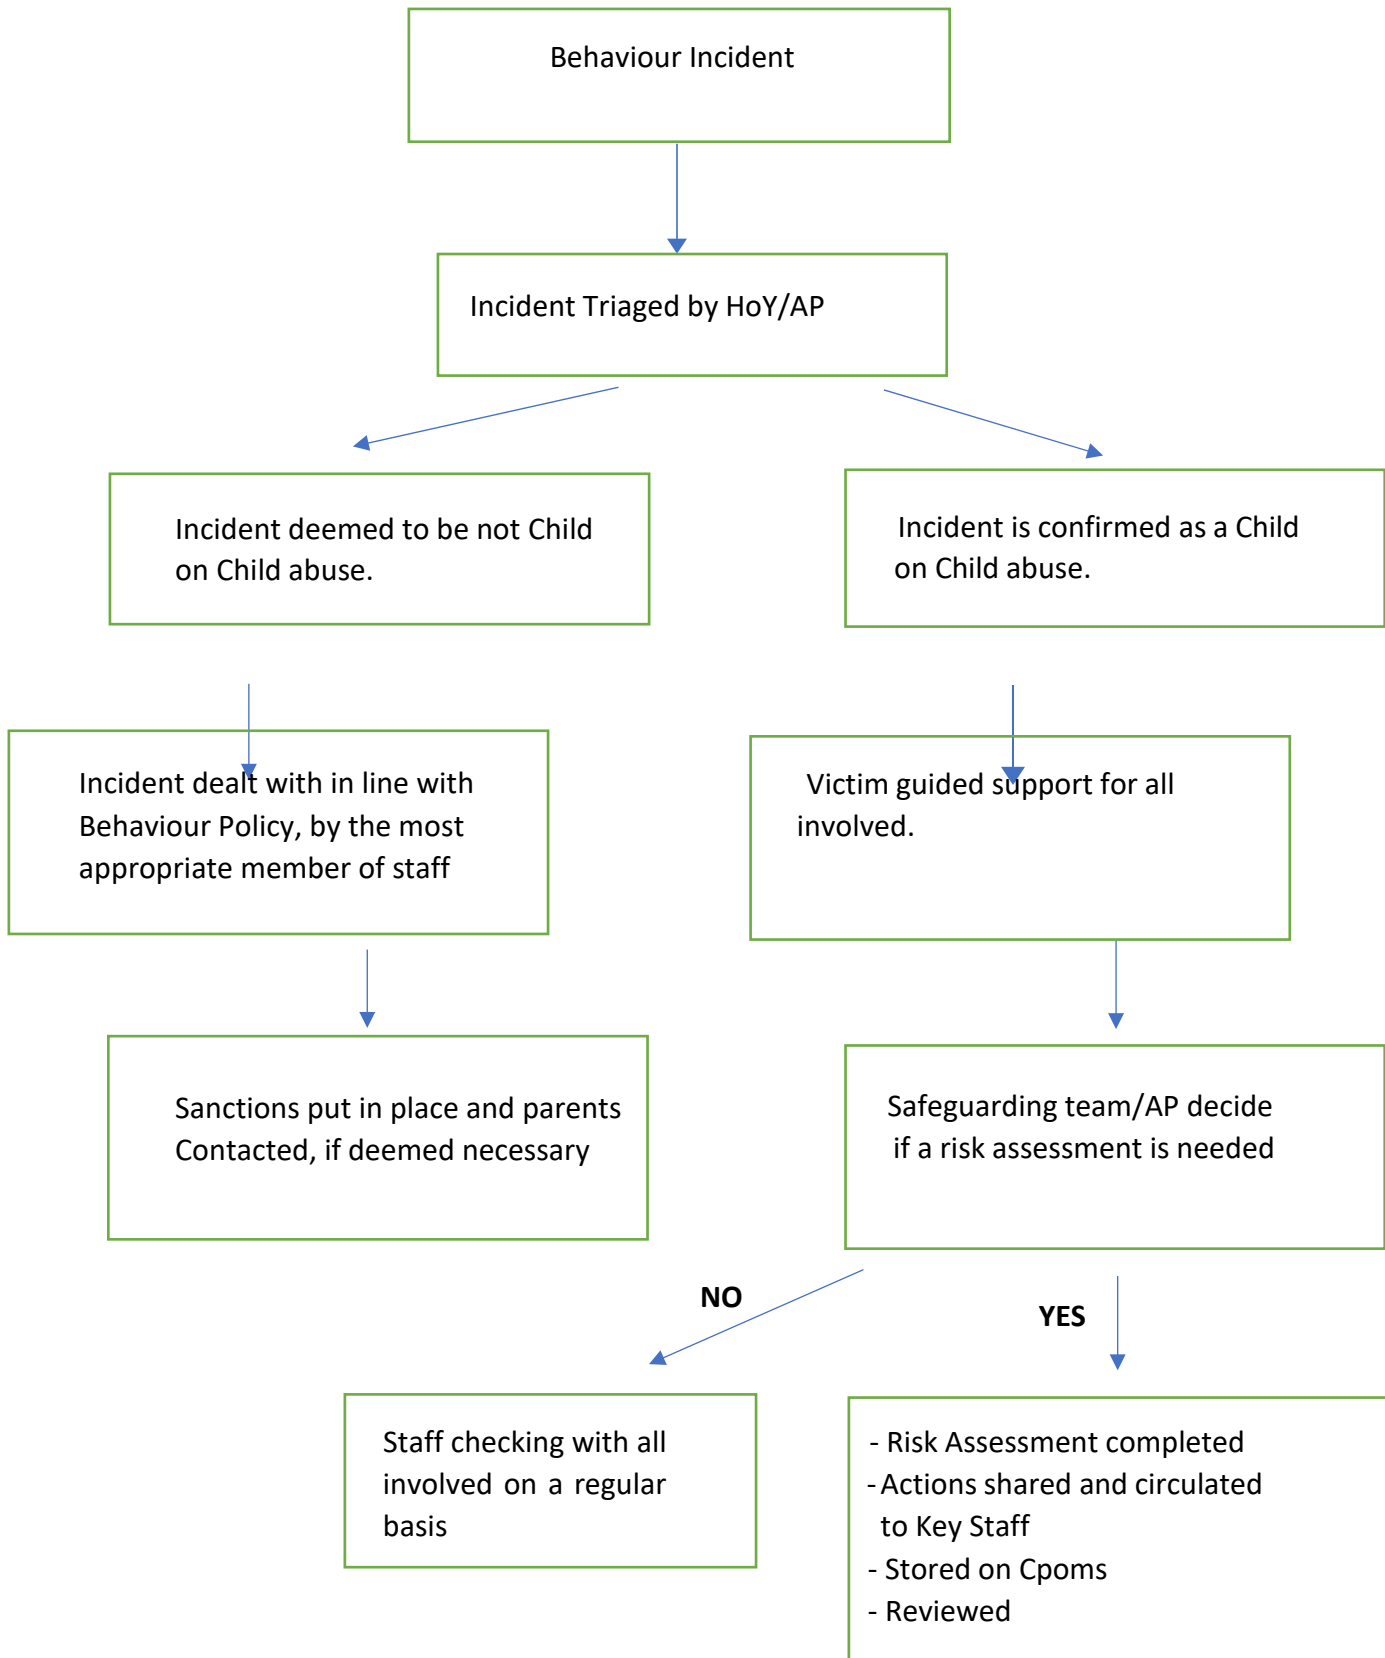 Behaviour Incident
Incident Triaged by HoY/AP
Incident deemed to be not Child
on Child abuse.
Incident is confirmed as a Child
on Child abuse.
Incident dealt with in line with
Behaviour Policy, by the most
appropriate member of staff
Victim guided support for all
involved.
Sanctions put in place and parents
Contacted, if deemed necessary
Safeguarding team/AP decide
if a risk assessment is needed
NO
YES
Staff checking with all
involved on a regular
basis
- Risk Assessment completed
- Actions shared and circulated
to Key Staff
- Stored on Cpoms
- Reviewed